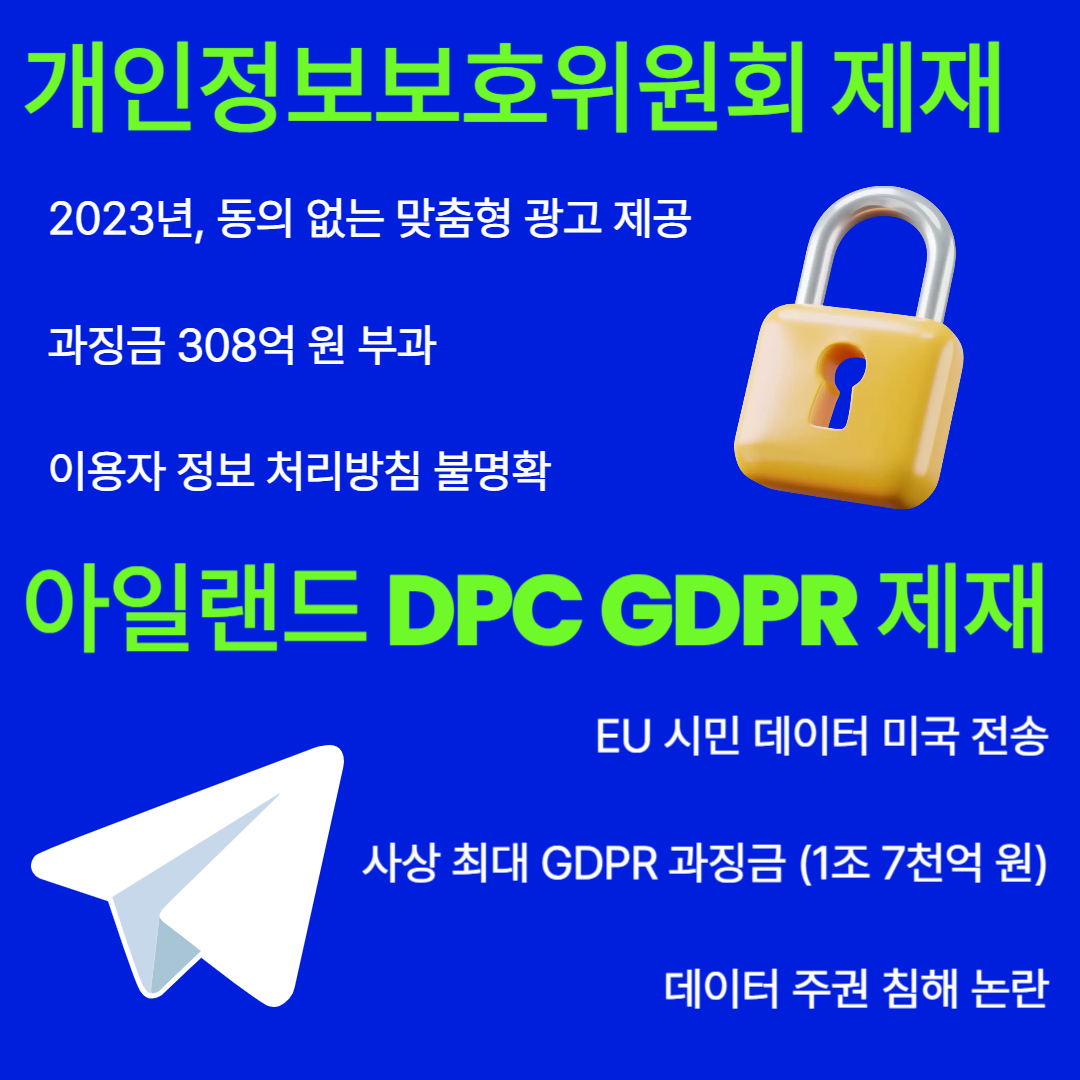 개인정보보호위원회 제재
2023년, 동의 없는 맞춤형 광고 제공
과징금 308억 원 부과
이용자 정보 처리방침 불명확
아일랜드 DPC GDPR 제재
EU 시민 데이터 미국 전송
사상 최대 GDPR 과징금 (1조 7천억 원)
데이터 주권 침해 논란